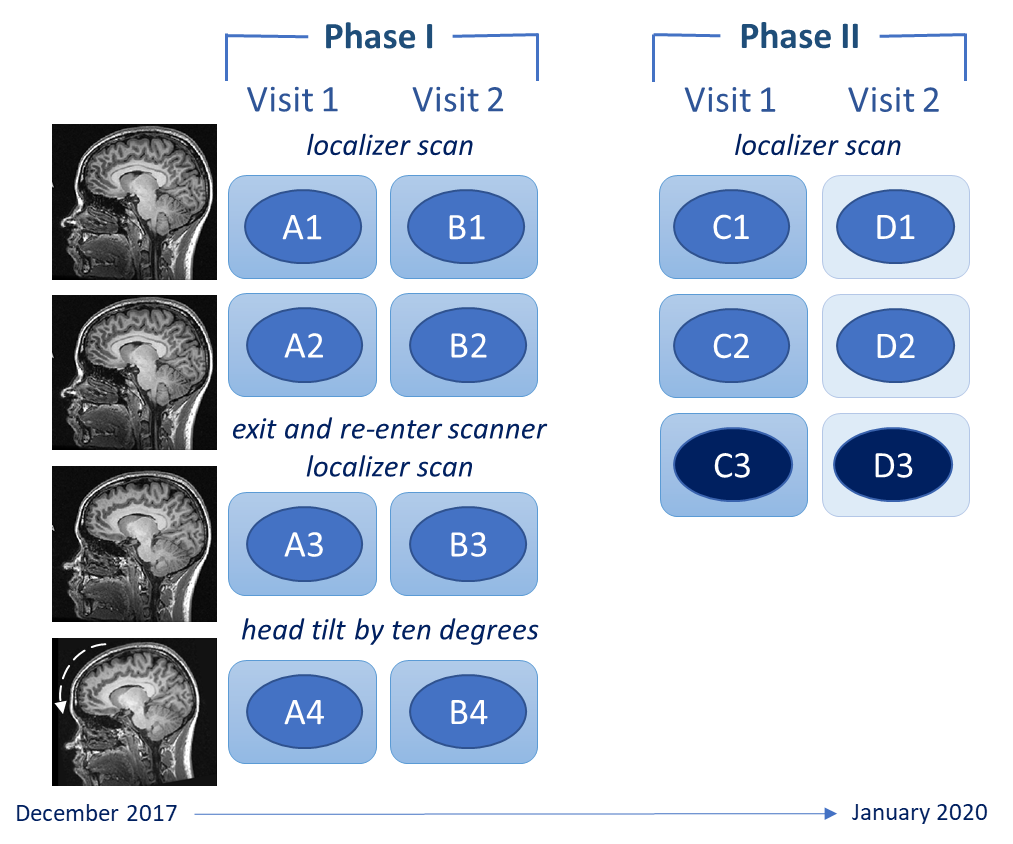 Phase I
Phase II
Visit 1
Visit 2
Visit 1
Visit 2
localizer scan
localizer scan
A1
B1
C1
D1
A2
B2
C2
D2
exit and re-enter scanner
localizer scan
C3
D3
A3
B3
head tilt by ten degrees
A4
B4
December 2017
January 2020